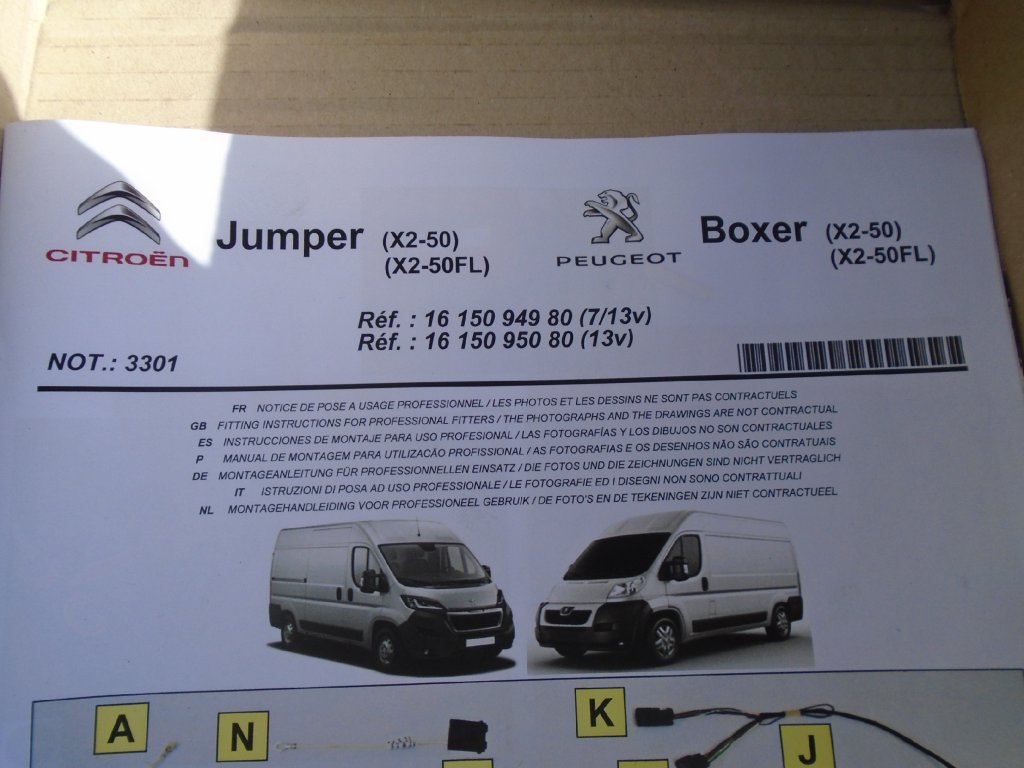 CITROËN
Jumper (X2-50)
(X2-50FL)
PEUGEOT
Boxer (X2-50)
(X2-50FL)
Réf. : 16 150 949 80 (7/13v)
Réf. : 16 150 950 80 (13v)
NOT.: 3301
FR NOTICE DE POSE A USAGE PROFESSIONNEL / LES PHOTOS ET LES DESSINS NE SONT PAS CONTRACTUELS
GB FITTING INSTRUCTIONS FOR PROFESSIONAL FITTERS / THE PHOTOGRAPHS AND THE DRAWINGS ARE NOT CONTRACTUAL
ES INSTRUCCIONES DE MONTAJE PARA USO PROFESIONAL / LAS FOTOGRAFÍAS Y LOS DIBUJOS NO SON CONTRACTUALES
P MANUAL DE MONTAGEM PARA UTILIZACÃO PROFISSIONAL / AS FOTOGRAFIAS E OS DESENHOS NÃO SÃO CONTRATUAIS
DE MONTAGEANLEITUNG FÜR PROFESSIONNELLEN EINSATZ / DIE FOTOS UND DIE ZEICHNUNGEN SIND NICHT VERTRAGLICH
IT ISTRUZIONI DI POSA AD USO PROFESSIONALE / LE FOTOGRAFIE ED I DISEGNI NON SONO CONTRATTUALI
NL MONTAGEHANDLEIDING VOOR PROFESSIONEEL GEBRUIK / DE FOTO'S EN DE TEKENINGEN ZIJN NIET CONTRACTUEEL
A
N
K
J